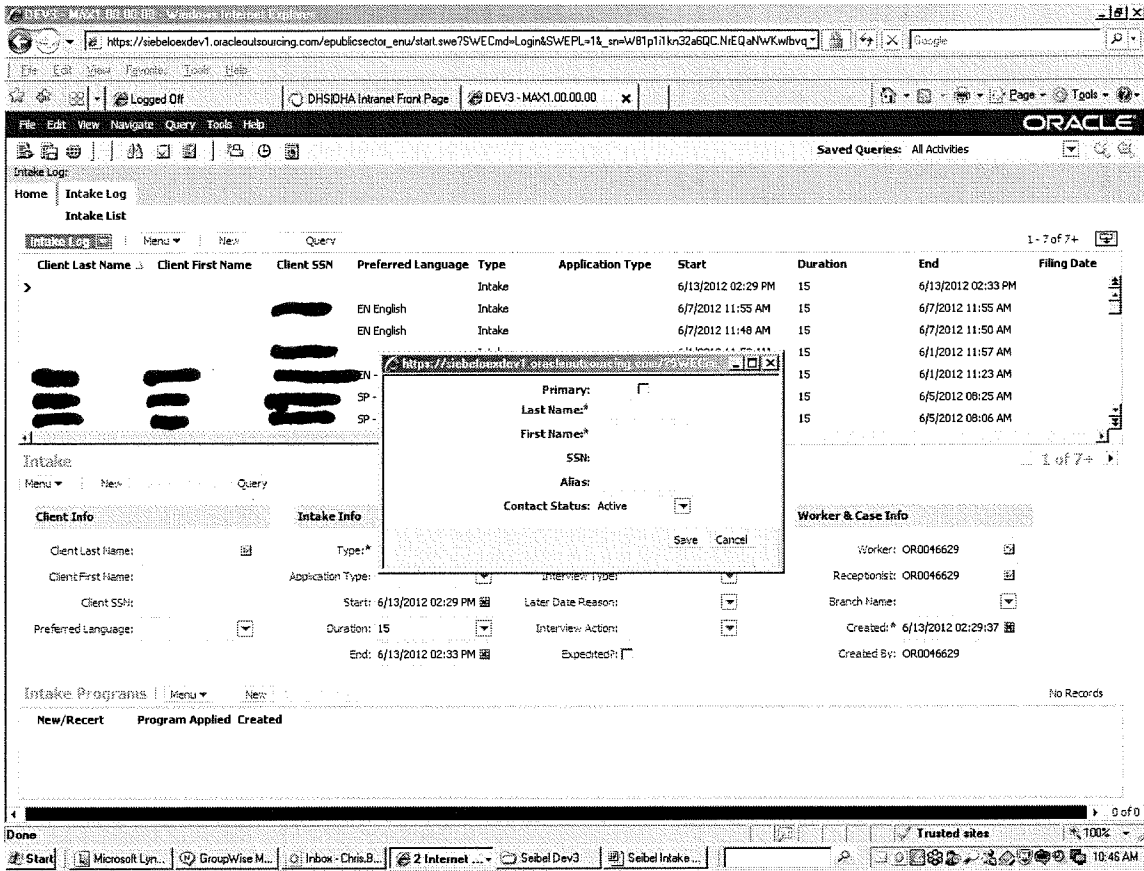 DEV3 - MAX1.00.00.00 - Windows Internet Explorer
https://siebeloexdev1.oracleoutsourcing.com/epublicsector_enu/start.swe?SWECmd=Login&SWEPL=1&_sn=
Google
File Edit View Favorites Tools Help
Logged Off
DHS|OHA Intranet Front Page
DEV3 - MAX1.00.00.00
Page
Tools
File Edit View Navigate Query Tools Help
ORACLE
Saved Queries: All Activities
Intake Log:
Home Intake Log
Intake List
Intake Log Menu New Query 1 - 7 of 7+
Client Last Name Client First Name Client SSN Preferred Language Type Application Type Start Duration End Filing Date
Intake 6/13/2012 02:29 PM 15 6/13/2012 02:33 PM
EN English Intake 6/7/2012 11:55 AM 15 6/7/2012 11:55 AM
EN English Intake 6/7/2012 11:48 AM 15 6/7/2012 11:50 AM
15 6/1/2012 11:57 AM
EN - 15 6/1/2012 11:23 AM
SP - 15 6/5/2012 08:25 AM
SP - 15 6/5/2012 08:06 AM
Primary:
Last Name:*
First Name:*
SSN:
Alias:
Contact Status: Active
Save Cancel
Intake 1 of 7+
Menu New Query
Client Info Intake Info Worker & Case Info
Client Last Name: Type:* Worker: OR0046629
Client First Name: Application Type: Interview Type: Receptionist: OR0046629
Client SSN: Start: 6/13/2012 02:29 PM Later Date Reason: Branch Name:
Preferred Language: Duration: 15 Interview Action: Created:* 6/13/2012 02:29:37
End: 6/13/2012 02:33 PM Expedited?: Created By: OR0046629
Intake Programs Menu New No Records
New/Recert Program Applied Created
0 of 0
Done Trusted sites 100%
Start Microsoft Lyn... GroupWise M... Inbox - Chris.B... 2 Internet ... Seibel Dev3 Seibel Intake... 10:46 AM